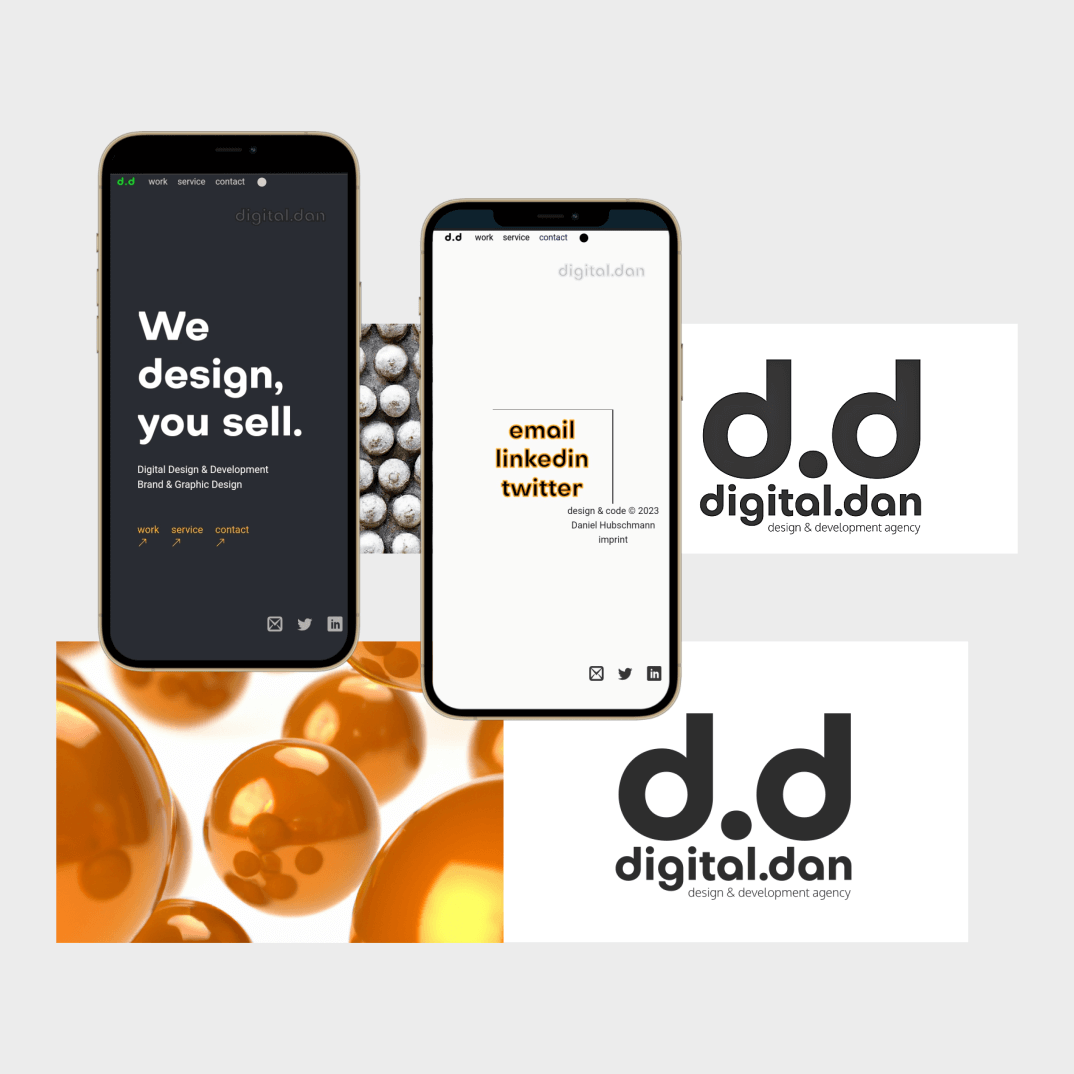 d.d work service contact
digital.dan
We
design,
you sell.
Digital Design & Development
Brand & Graphic Design
work service contact
in
d.d work service contact
digital.dan
email
linkedin
twitter
design & code © 2023
Daniel Hubschmann
imprint
in
d.d
digital.dan
design & development agency
d.d
digital.dan
design & development agency